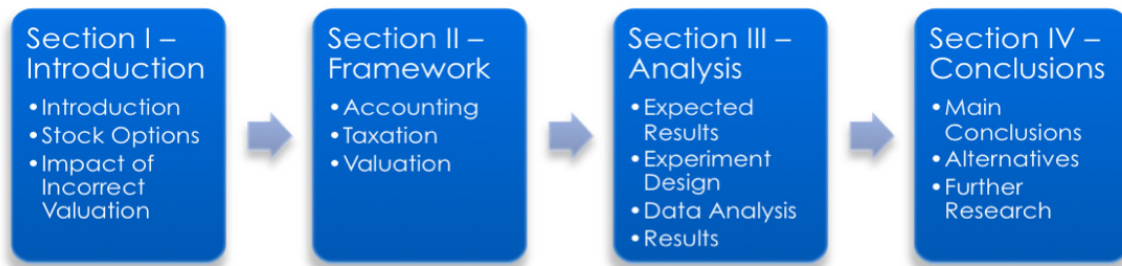 Section I –
Introduction
•Introduction
•Stock Options
•Impact of
Incorrect
Valuation
Section II –
Framework
•Accounting
•Taxation
•Valuation
Section III –
Analysis
•Expected
Results
•Experiment
Design
•Data Analysis
•Results
Section IV –
Conclusions
•Main
Conclusions
•Alternatives
•Further
Research